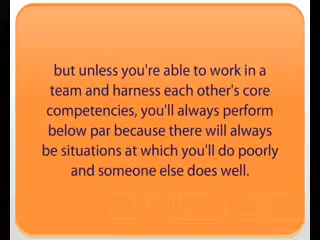 but unless you're able to work in a
team and harness each other's core
competencies, you'll always perform
below par because there will always
be situations at which you'll do poorly
and someone else does well.